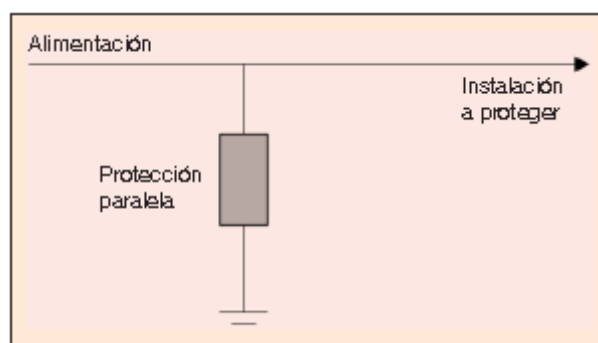 Alimentación
Instalación
a proteger
Protección
paralela